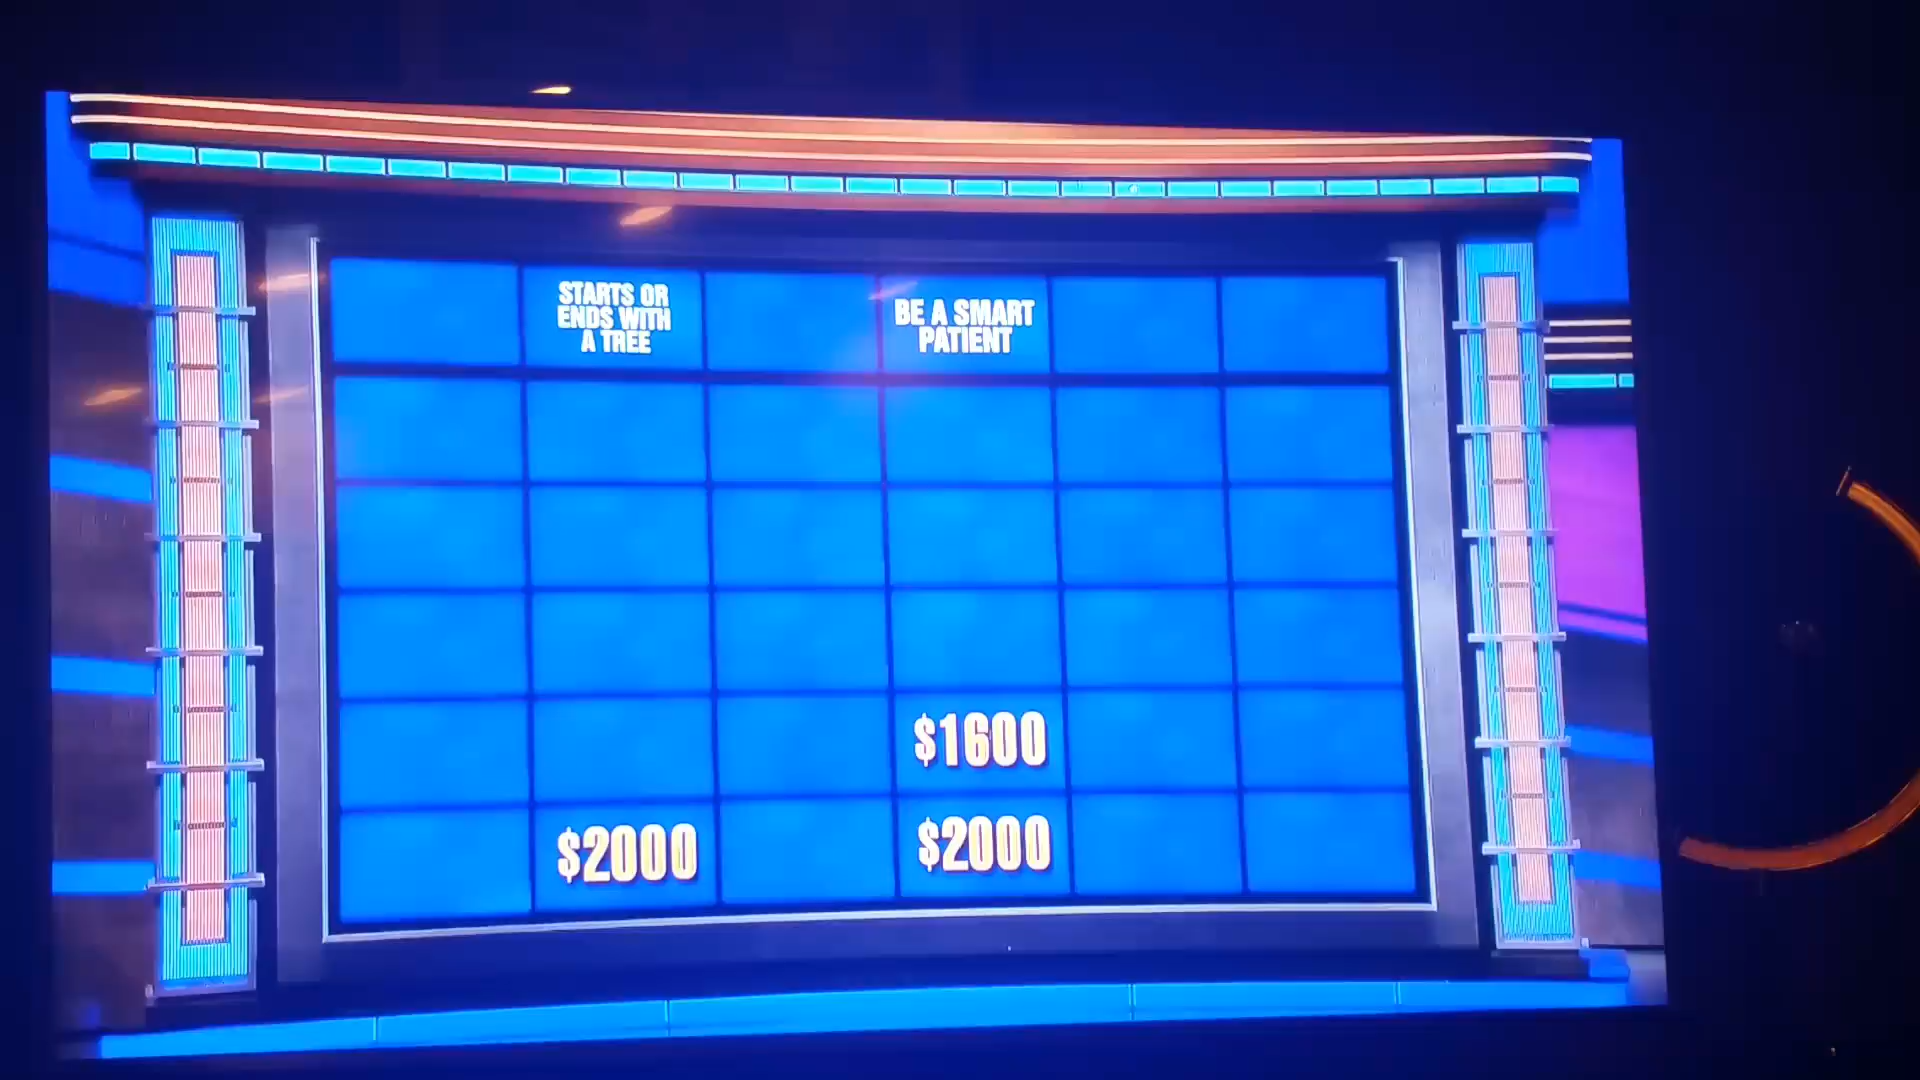 STARTS OR
ENDS WITH
A TREE
BE A SMART
PATIENT
$1600
$2000
$2000